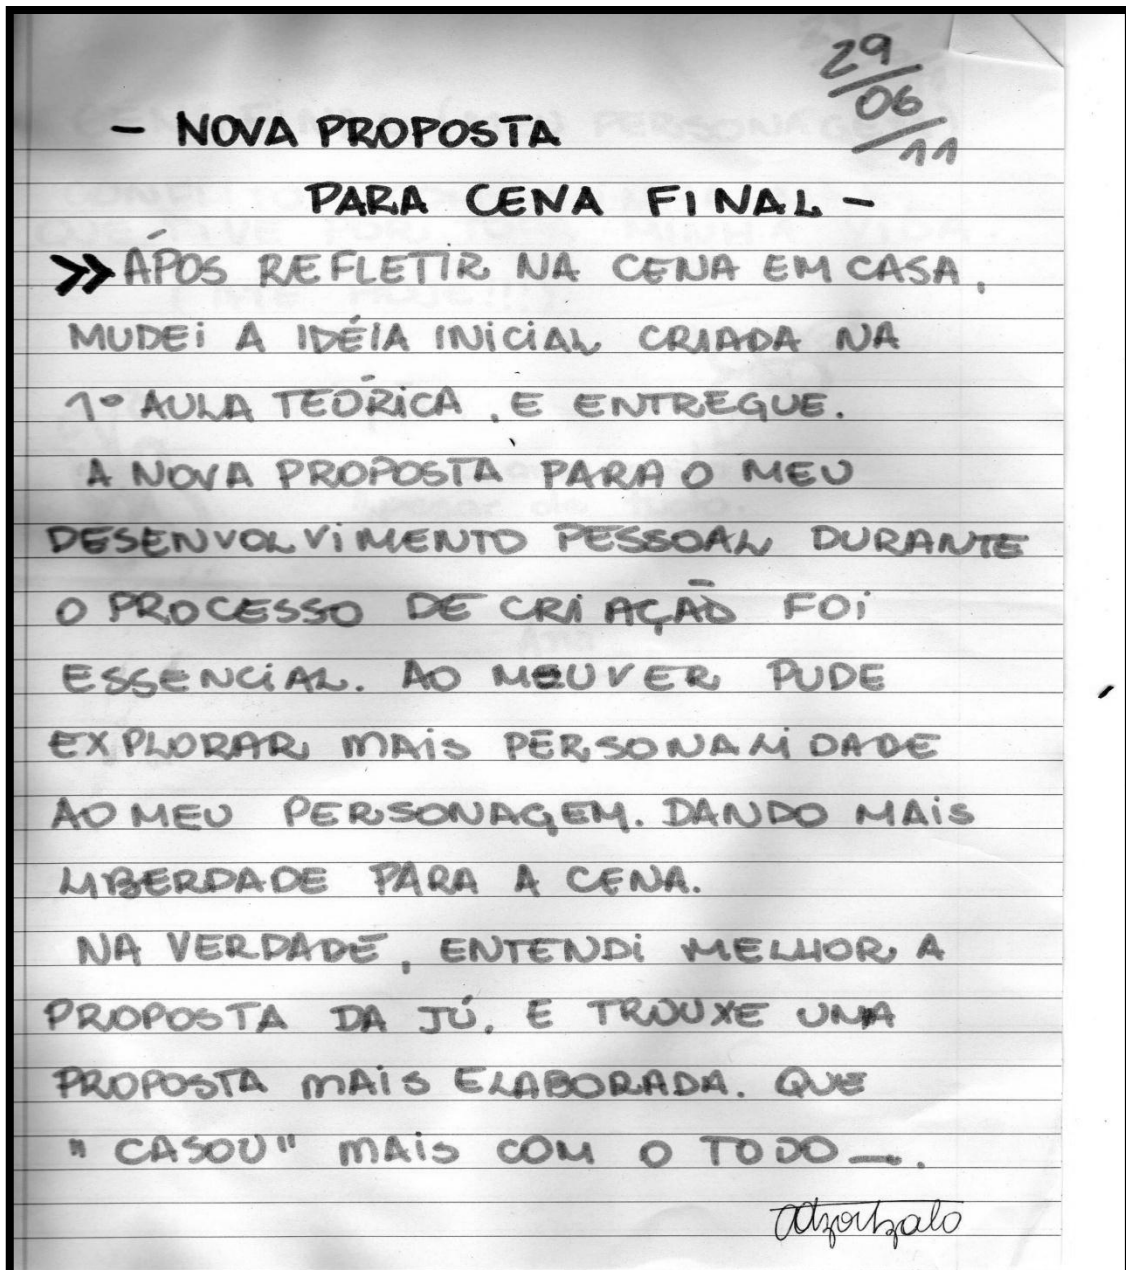 29/06/11
- NOVA PROPOSTA
PARA CENA FINAL -
>> APÓS REFLETIR NA CENA EM CASA,
MUDEI A IDÉIA INICIAL CRIADA NA
1º AULA TEÓRICA, E ENTREGUE.
A NOVA PROPOSTA PARA O MEU
DESENVOLVIMENTO PESSOAL DURANTE
O PROCESSO DE CRIAÇÃO FOI
ESSENCIAL. AO MEU VER PUDE
EXPLORAR MAIS PERSONALIDADE
AO MEU PERSONAGEM. DANDO MAIS
LIBERDADE PARA A CENA.
NA VERDADE, ENTENDI MELHOR A
PROPOSTA DA JÚ. E TROUXE UMA
PROPOSTA MAIS ELABORADA. QUE
"CASOU" MAIS COM O TODO —.